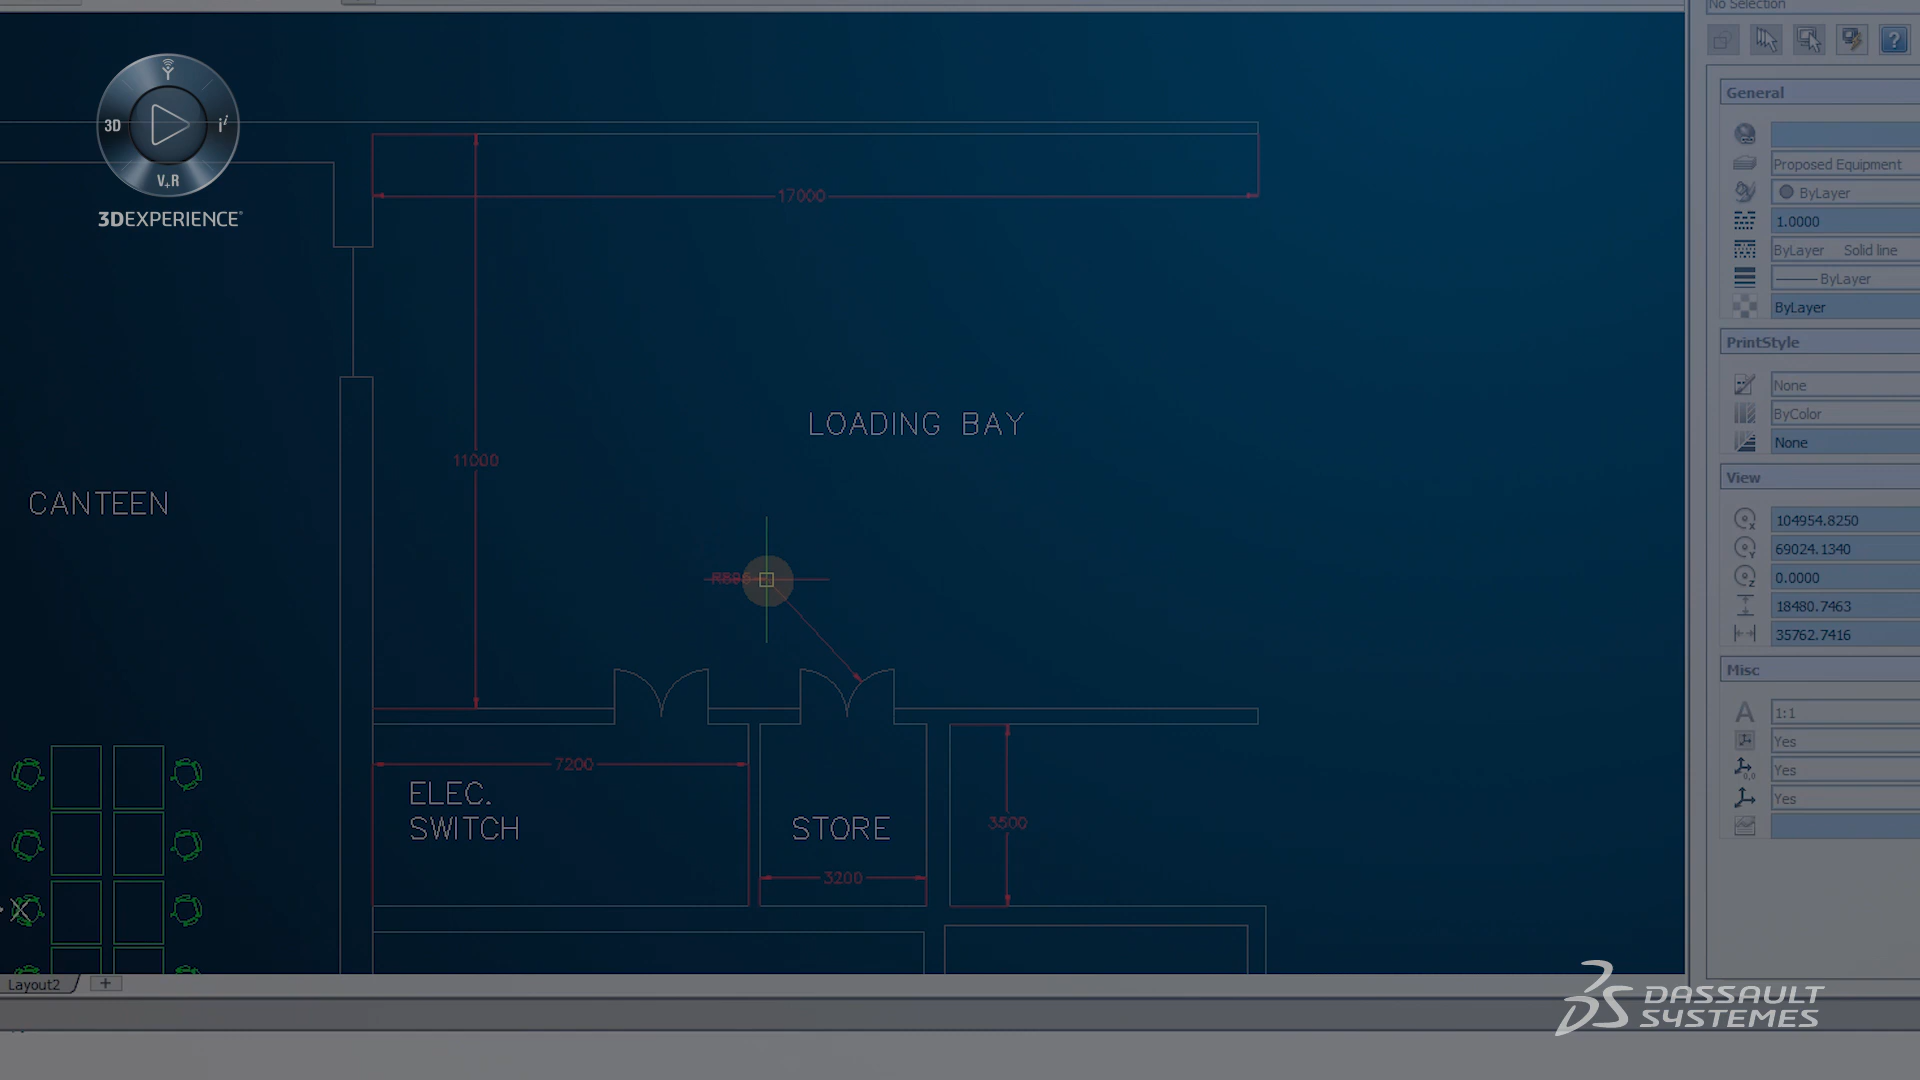 No Selection
3D
i
V+R
3DEXPERIENCE®
General
Proposed Equipment
ByLayer
1.0000
ByLayer Solid line
ByLayer
ByLayer
PrintStyle
None
ByColor
None
View
104954.8250
69024.1340
0.0000
18480.7463
35762.7416
Misc
1:1
Yes
Yes
Yes
17000
11000
LOADING BAY
CANTEEN
7200
ELEC.
SWITCH
STORE
3200
3500
X
Layout2
+
DASSAULT
SYSTEMES